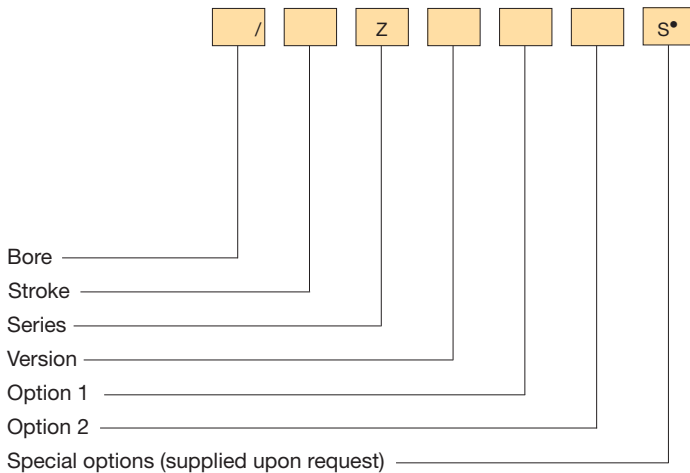 / Z S•
Bore
Stroke
Series
Version
Option 1
Option 2
Special options (supplied upon request)